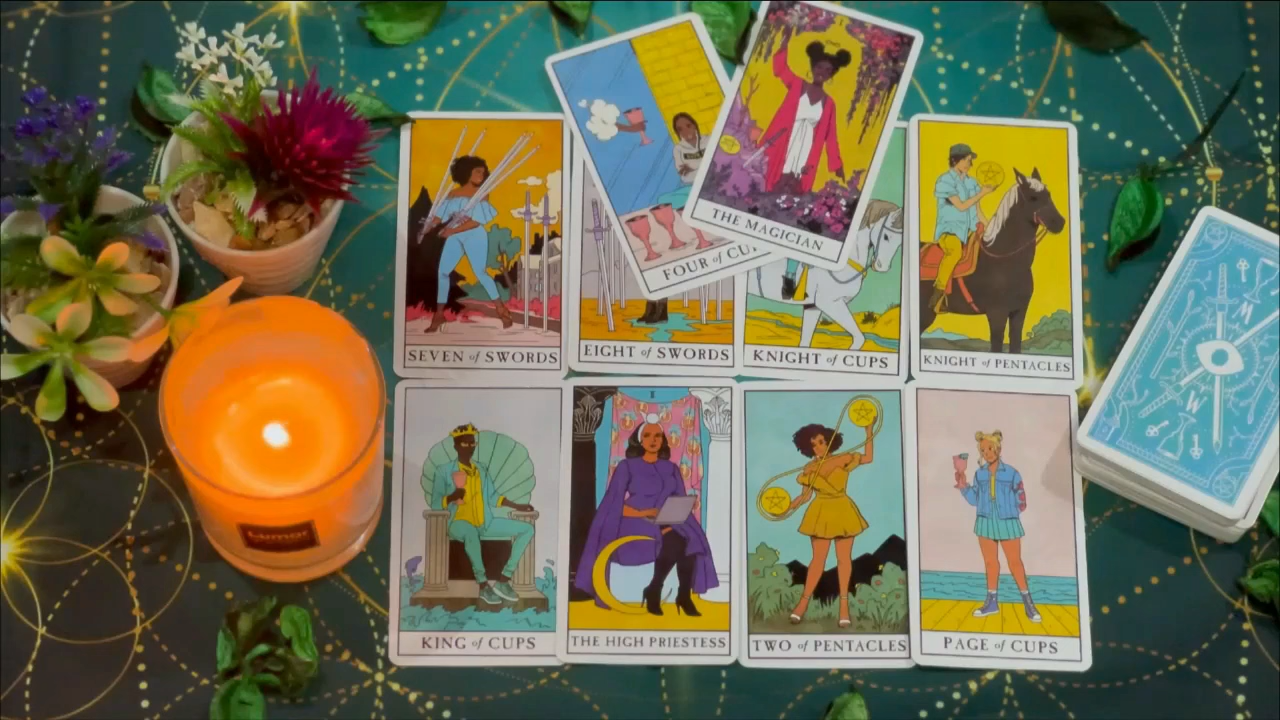 THE MAGICIAN
FOUR of CU
SEVEN of SWORDS
EIGHT of SWORDS
KNIGHT of CUPS
KNIGHT of PENTACLES
II
KING of CUPS
THE HIGH PRIESTESS
TWO of PENTACLES
PAGE of CUPS
M
W